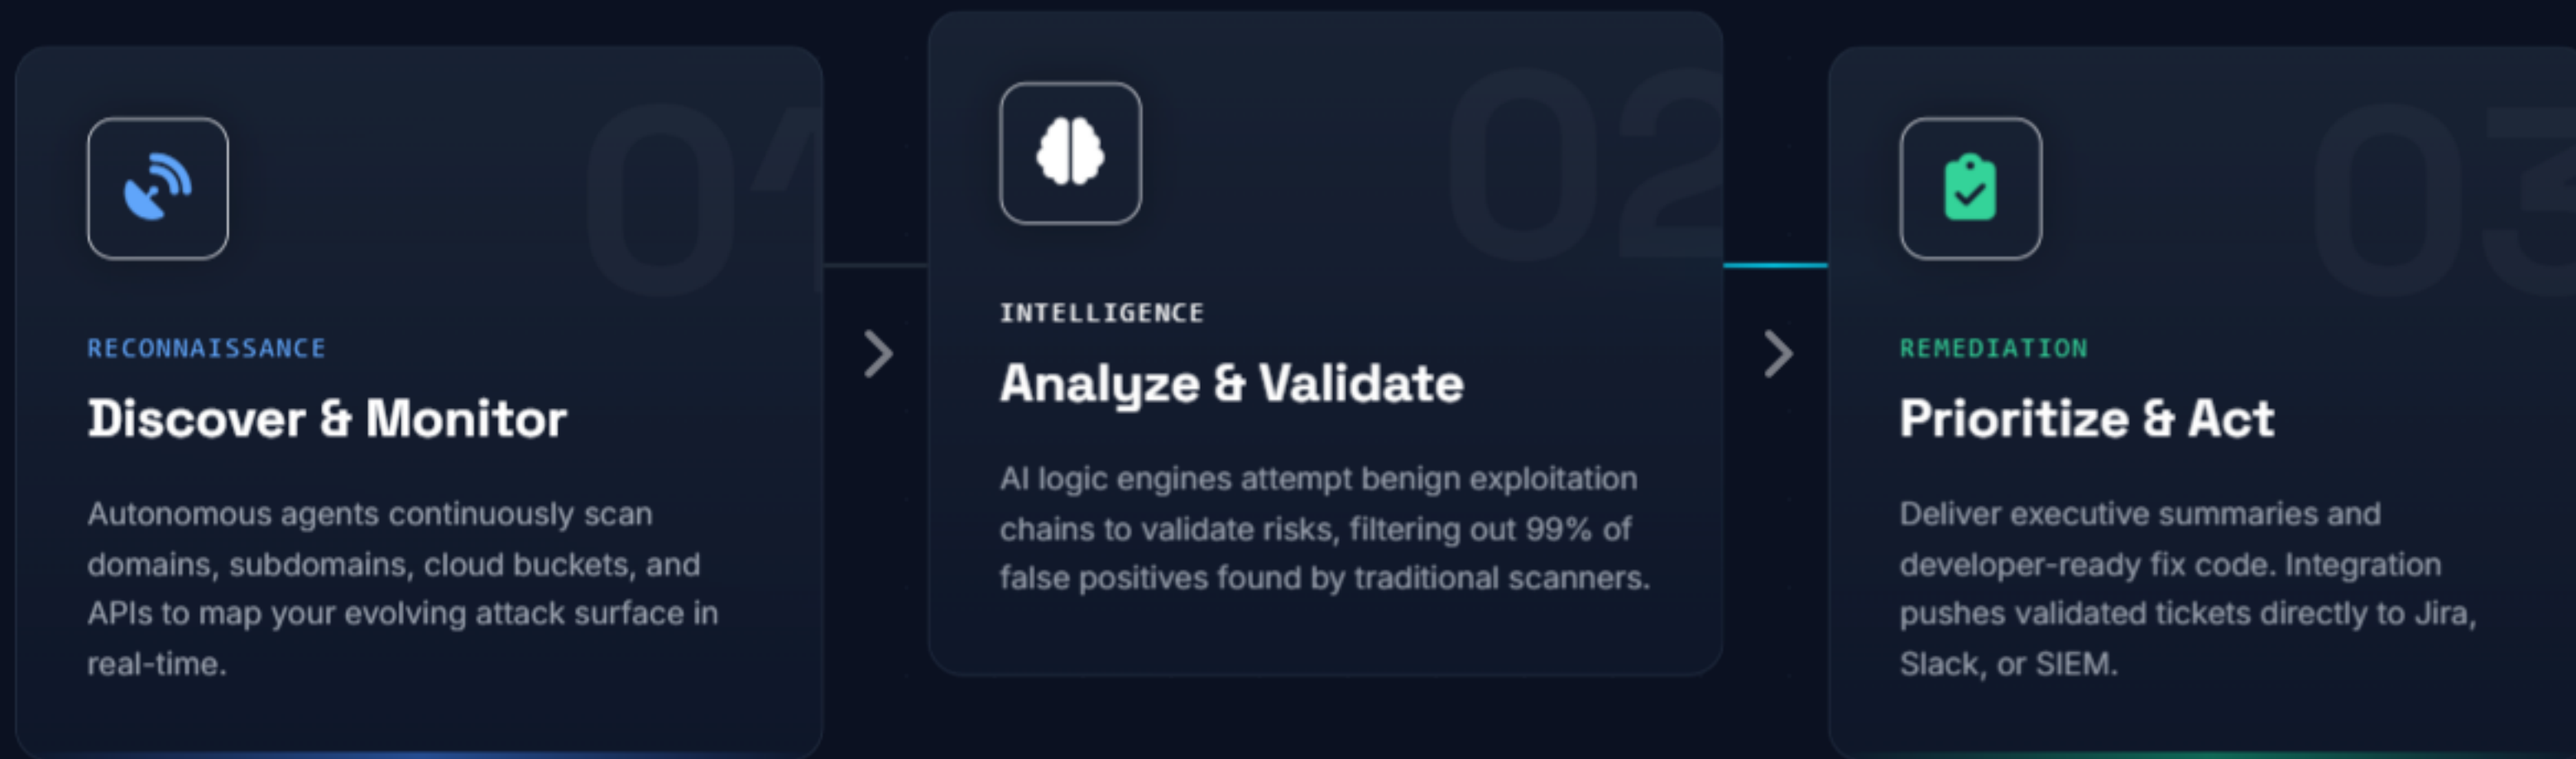 01
RECONNAISSANCE
Discover & Monitor
Autonomous agents continuously scan
domains, subdomains, cloud buckets, and
APIs to map your evolving attack surface in
real-time.
02
INTELLIGENCE
Analyze & Validate
AI logic engines attempt benign exploitation
chains to validate risks, filtering out 99% of
false positives found by traditional scanners.
03
REMEDIATION
Prioritize & Act
Deliver executive summaries and
developer-ready fix code. Integration
pushes validated tickets directly to Jira,
Slack, or SIEM.